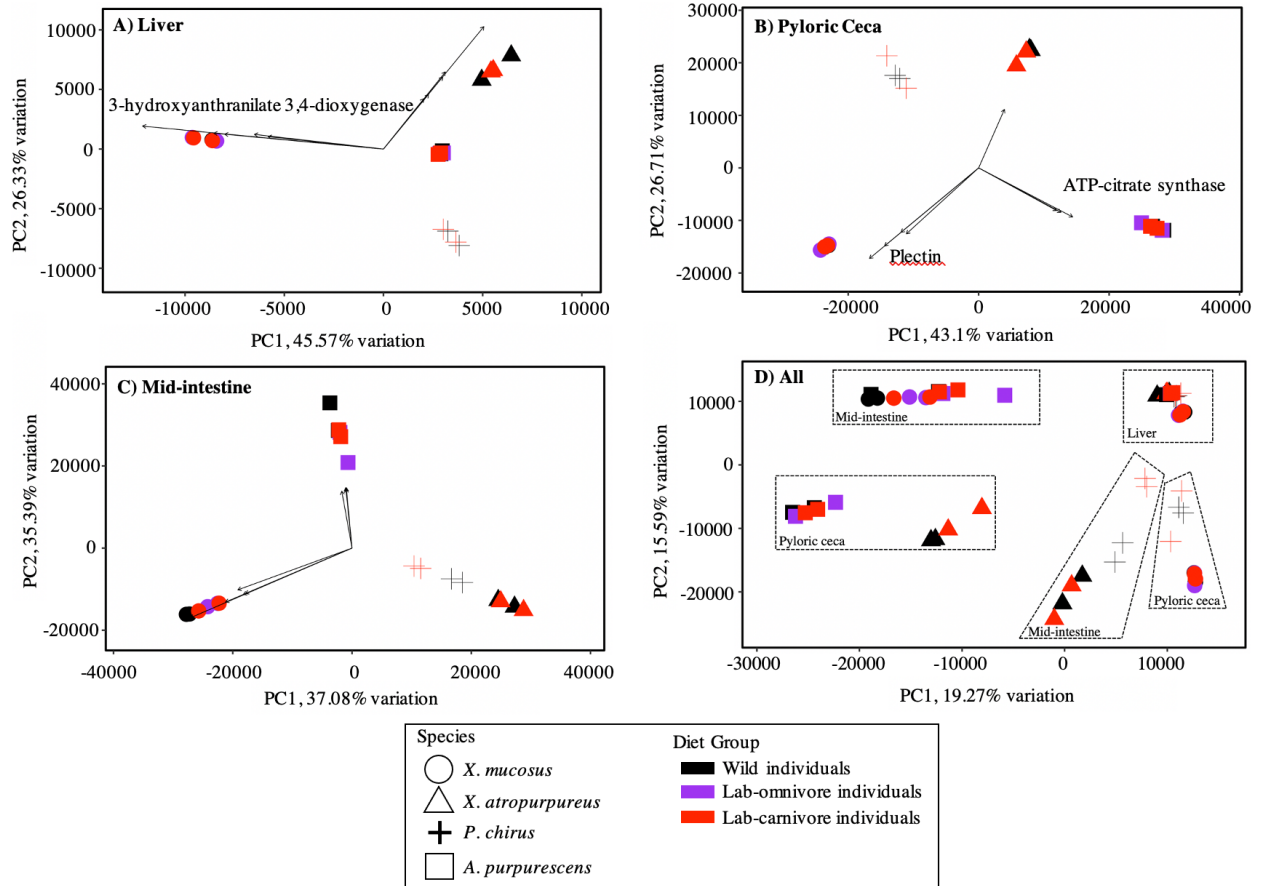 A) Liver
10000
5000
0
-5000
-10000
PC2, 26.33% variation
3-hydroxyanthranilate 3,4-dioxygenase
-10000 -5000 0 5000 10000
PC1, 45.57% variation
B) Pyloric Ceca
30000
20000
10000
0
-10000
-20000
PC2, 26.71% variation
ATP-citrate synthase
Plectin
-20000 0 20000 40000
PC1, 43.1% variation
C) Mid-intestine
40000
20000
0
-20000
PC2, 35.39% variation
-40000 -20000 0 20000 40000
PC1, 37.08% variation
D) All
10000
0
-10000
-20000
PC2, 15.59% variation
Mid-intestine
Liver
Pyloric ceca
Mid-intestine
Pyloric ceca
-30000 -20000 -10000 0 10000
PC1, 19.27% variation
Species
X. mucosus
X. atropurpureus
P. chirus
A. purpurescens
Diet Group
Wild individuals
Lab-omnivore individuals
Lab-carnivore individuals